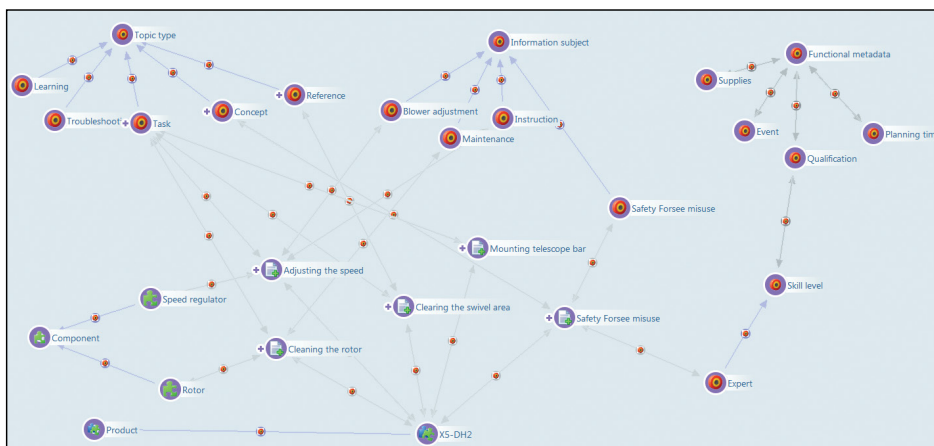 Topic type
Information subject
Functional metadata
Learning
Supplies
Reference
Concept
Blower adjustment
Troubleshooti
Task
Instruction
Event
Planning tim
Maintenance
Qualification
Safety Forsee misuse
Mounting telescope bar
Adjusting the speed
Skill level
Speed regulator
Clearing the swivel area
Safety Forsee misuse
Component
Cleaning the rotor
Rotor
Expert
Product
X5-DH2